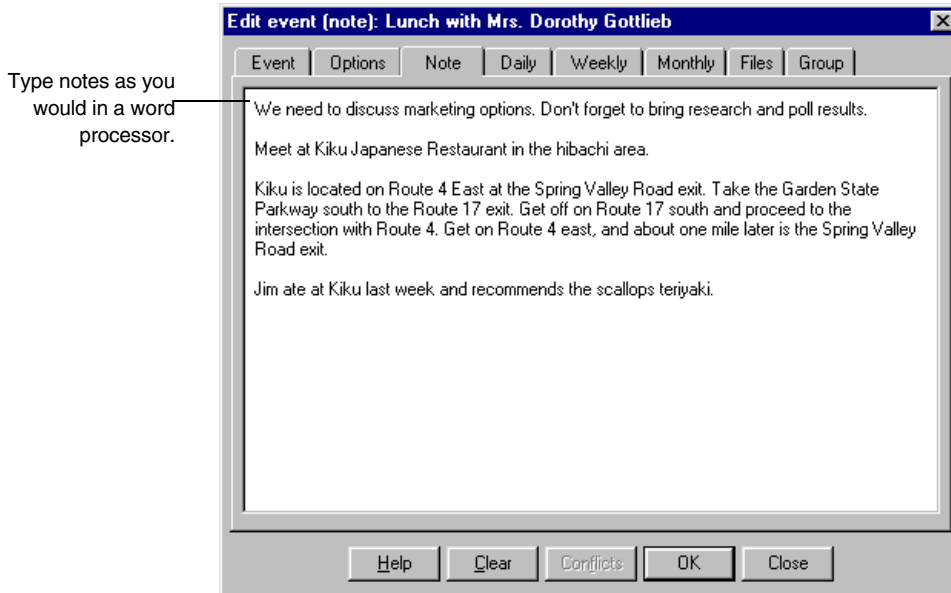 Edit event (note): Lunch with Mrs. Dorothy Gottlieb
Event Options Note Daily Weekly Monthly Files Group
Type notes as you
would in a word
processor.
We need to discuss marketing options. Don't forget to bring research and poll results.
Meet at Kiku Japanese Restaurant in the hibachi area.
Kiku is located on Route 4 East at the Spring Valley Road exit. Take the Garden State
Parkway south to the Route 17 exit. Get off on Route 17 south and proceed to the
intersection with Route 4. Get on Route 4 east, and about one mile later is the Spring Valley
Road exit.
Jim ate at Kiku last week and recommends the scallops teriyaki.
Help Clear Conflicts OK Close